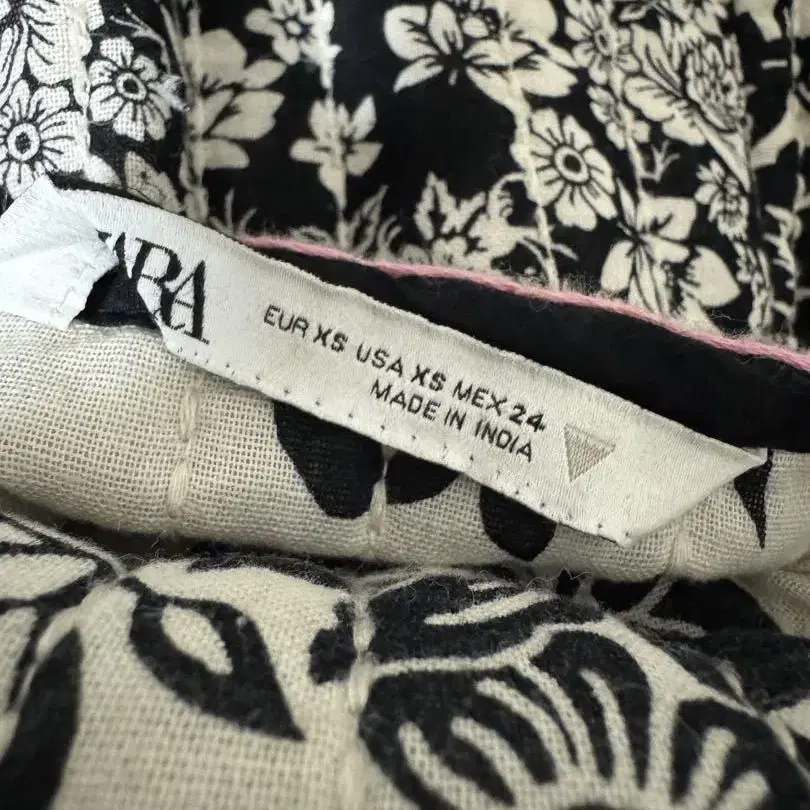 ZARA
EUR XS USA XS MEX 24
MADE IN INDIA